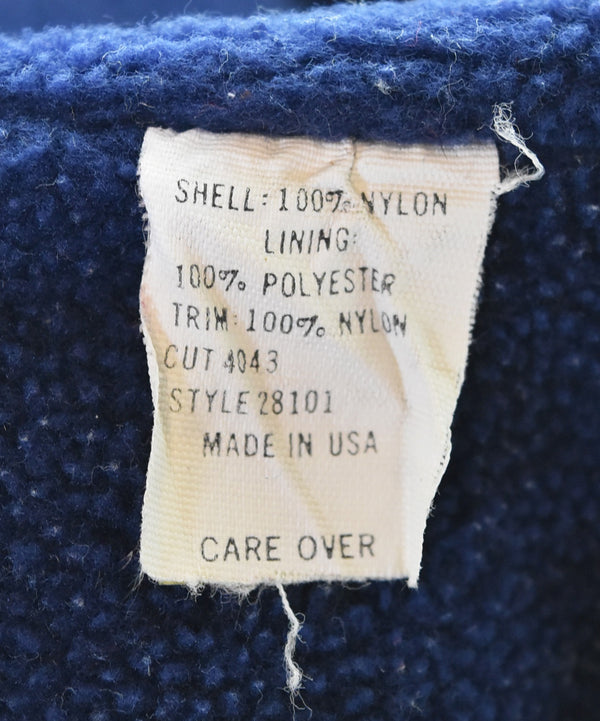 SHELL: 100% NYLON
LINING:
100% POLYESTER
TRIM: 100% NYLON
CUT 4043
STYLE 28101
MADE IN USA
CARE OVER